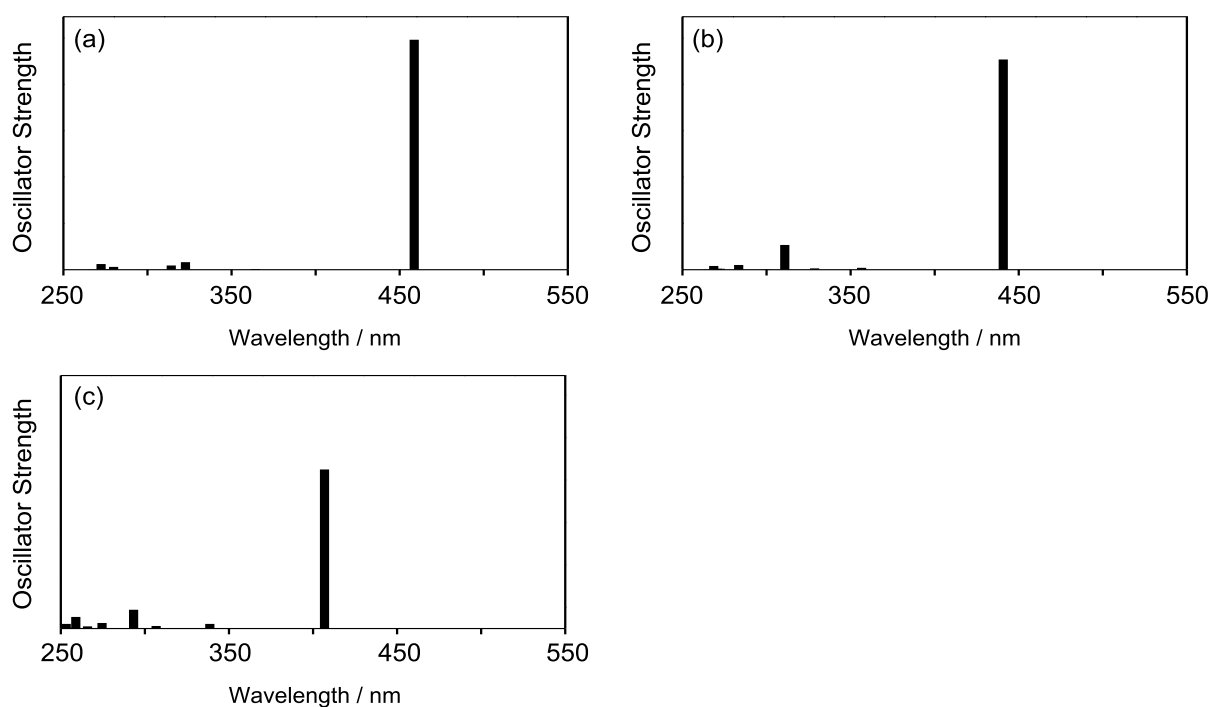 (a)
Oscillator Strength
250 350 450 550
Wavelength / nm
(b)
Oscillator Strength
250 350 450 550
Wavelength / nm
(c)
Oscillator Strength
250 350 450 550
Wavelength / nm